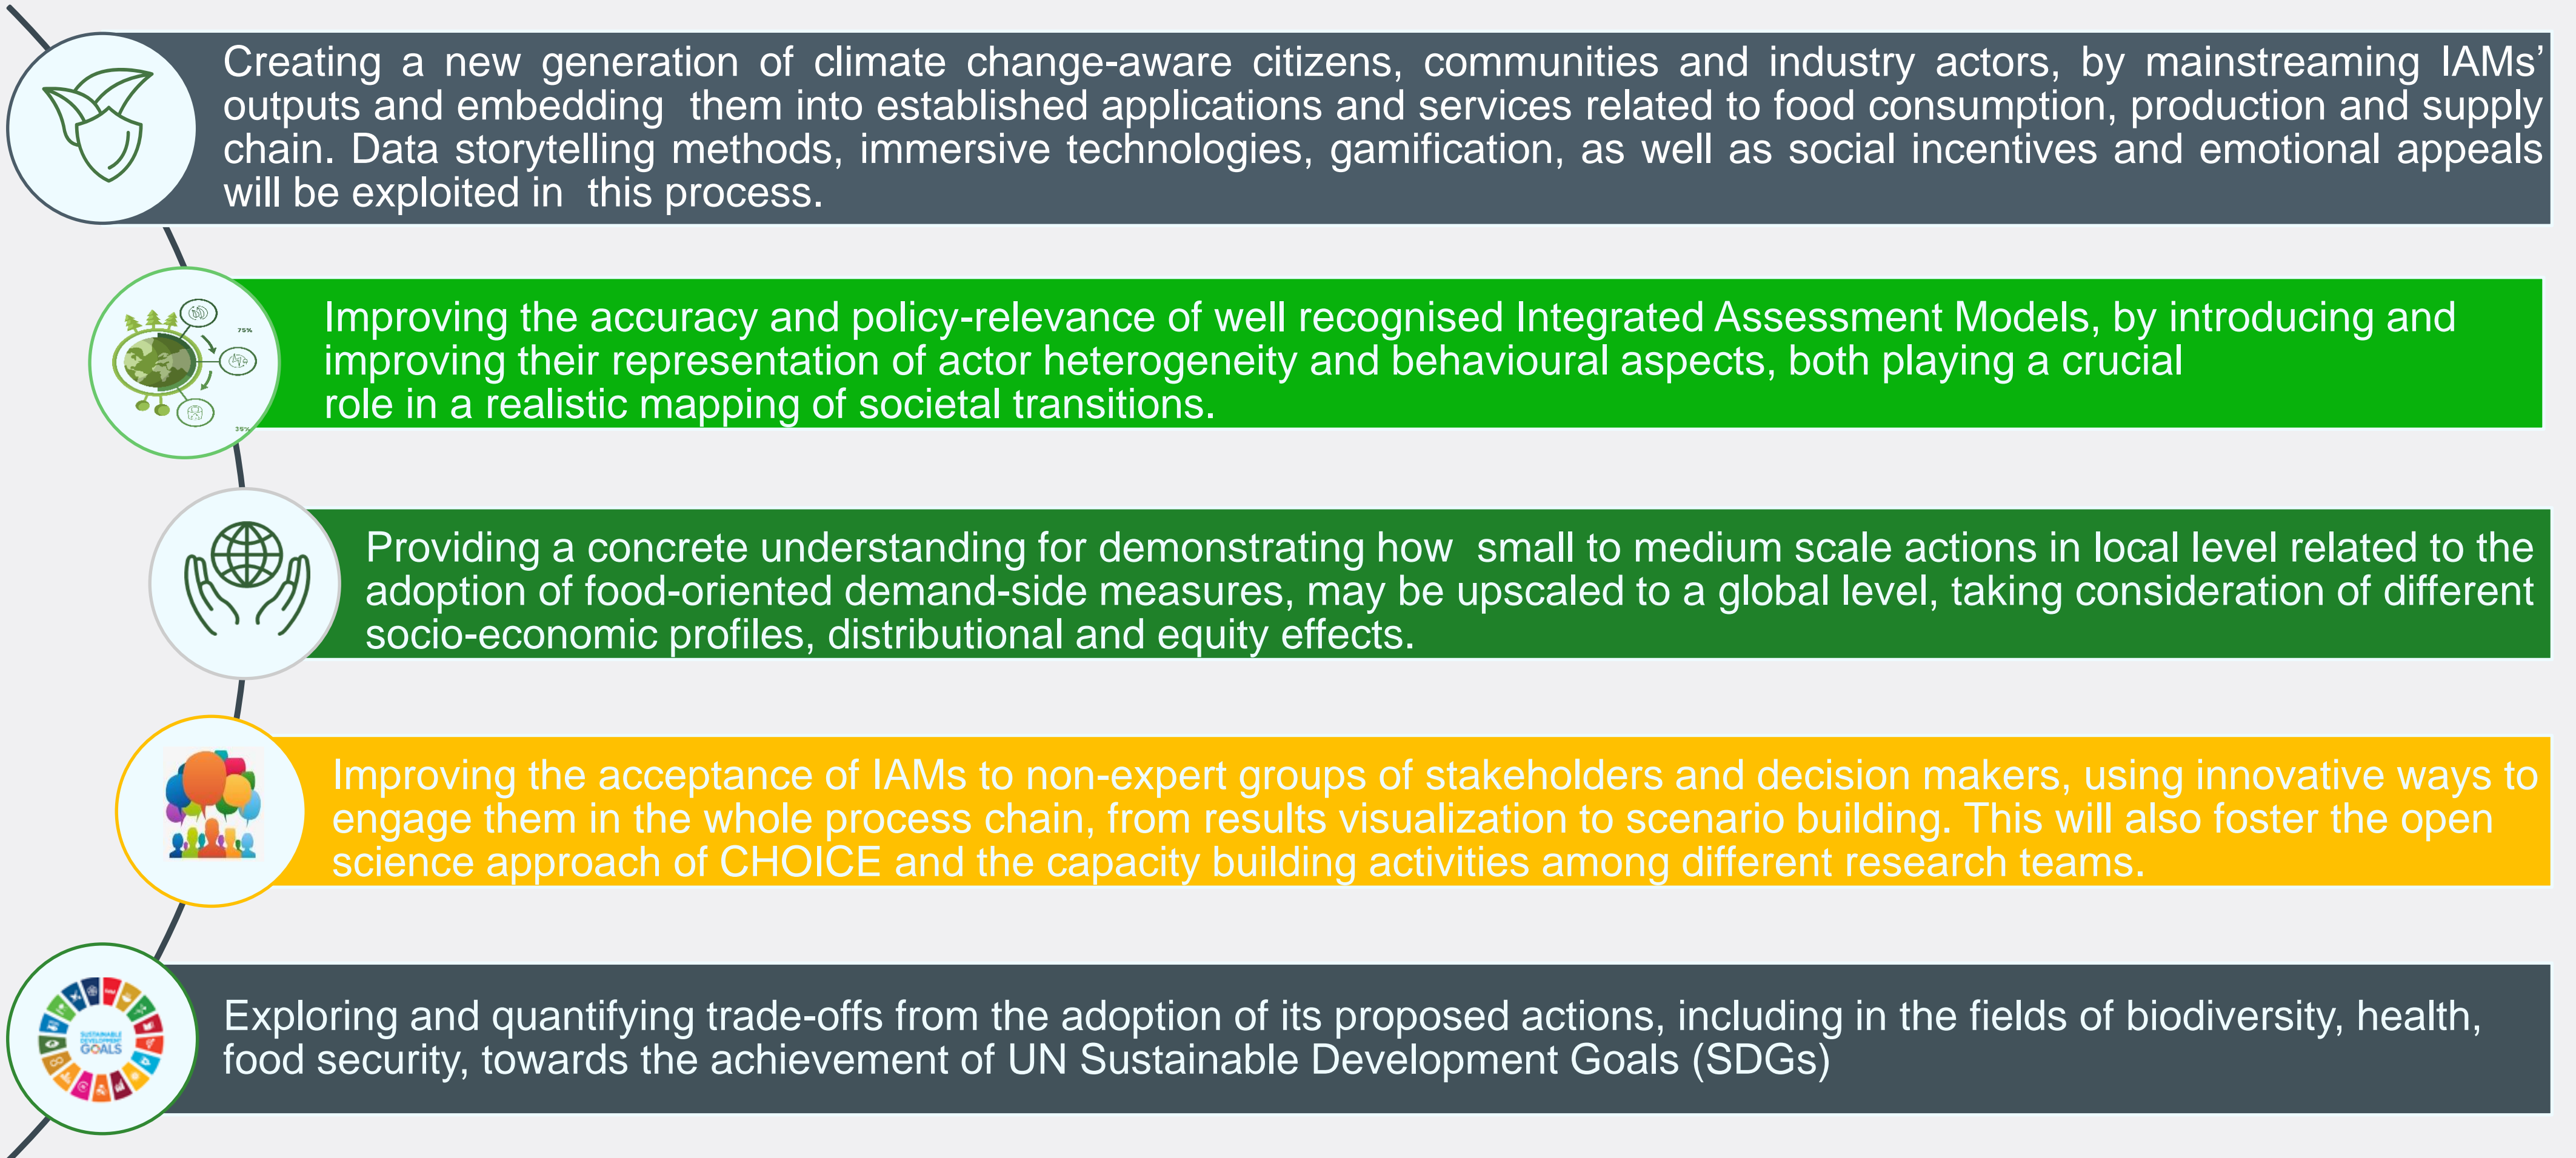 Creating a new generation of climate change-aware citizens, communities and industry actors, by mainstreaming IAMs’
outputs and embedding  them into established applications and services related to food consumption, production and supply
chain. Data storytelling methods, immersive technologies, gamification, as well as social incentives and emotional appeals
will be exploited in  this process.
75%
Improving the accuracy and policy-relevance of well recognised Integrated Assessment Models, by introducing and
improving their representation of actor heterogeneity and behavioural aspects, both playing a crucial
role in a realistic mapping of societal transitions.
Providing a concrete understanding for demonstrating how  small to medium scale actions in local level related to the
adoption of food-oriented demand-side measures, may be upscaled to a global level, taking consideration of different
socio-economic profiles, distributional and equity effects.
Improving the acceptance of IAMs to non-expert groups of stakeholders and decision makers, using innovative ways to
engage them in the whole process chain, from results visualization to scenario building. This will also foster the open
science approach of CHOICE and the capacity building activities among different research teams.
SUSTAINABLE
DEVELOPMENT
GOALS
Exploring and quantifying trade-offs from the adoption of its proposed actions, including in the fields of biodiversity, health,
food security, towards the achievement of UN Sustainable Development Goals (SDGs)